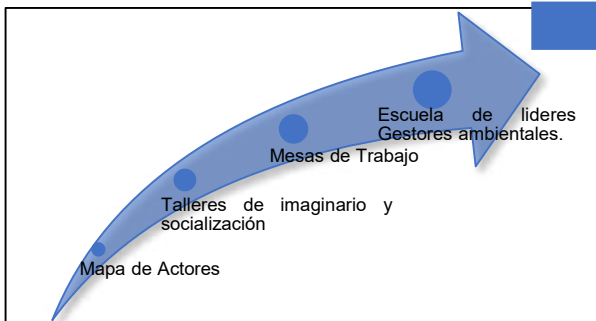 Escuela de lideres
Gestores ambientales.
Mesas de Trabajo
Talleres de imaginario y
socialización
Mapa de Actores